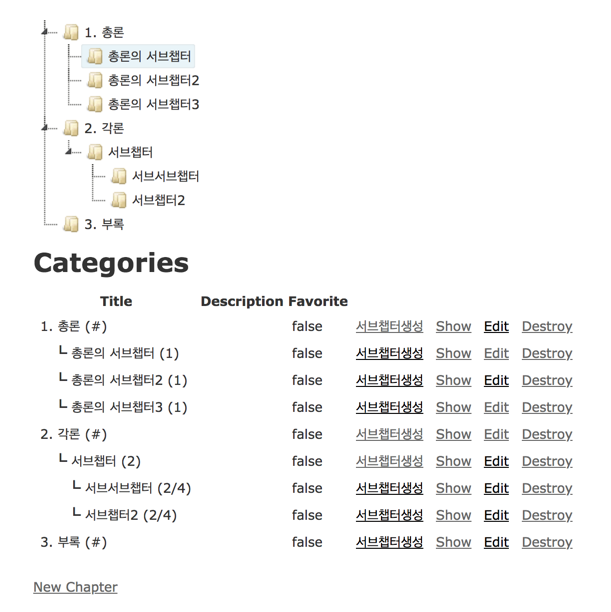 1. 총론
총론의 서브챕터
총론의 서브챕터2
총론의 서브챕터3
2. 각론
서브챕터
서브서브챕터
서브챕터2
3. 부록
Categories
Title Description Favorite
1. 총론 (#) false 서브챕터생성 Show Edit Destroy
┗ 총론의 서브챕터 (1) false 서브챕터생성 Show Edit Destroy
┗ 총론의 서브챕터2 (1) false 서브챕터생성 Show Edit Destroy
┗ 총론의 서브챕터3 (1) false 서브챕터생성 Show Edit Destroy
2. 각론 (#) false 서브챕터생성 Show Edit Destroy
┗ 서브챕터 (2) false 서브챕터생성 Show Edit Destroy
┗ 서브서브챕터 (2/4) false 서브챕터생성 Show Edit Destroy
┗ 서브챕터2 (2/4) false 서브챕터생성 Show Edit Destroy
3. 부록 (#) false 서브챕터생성 Show Edit Destroy
New Chapter